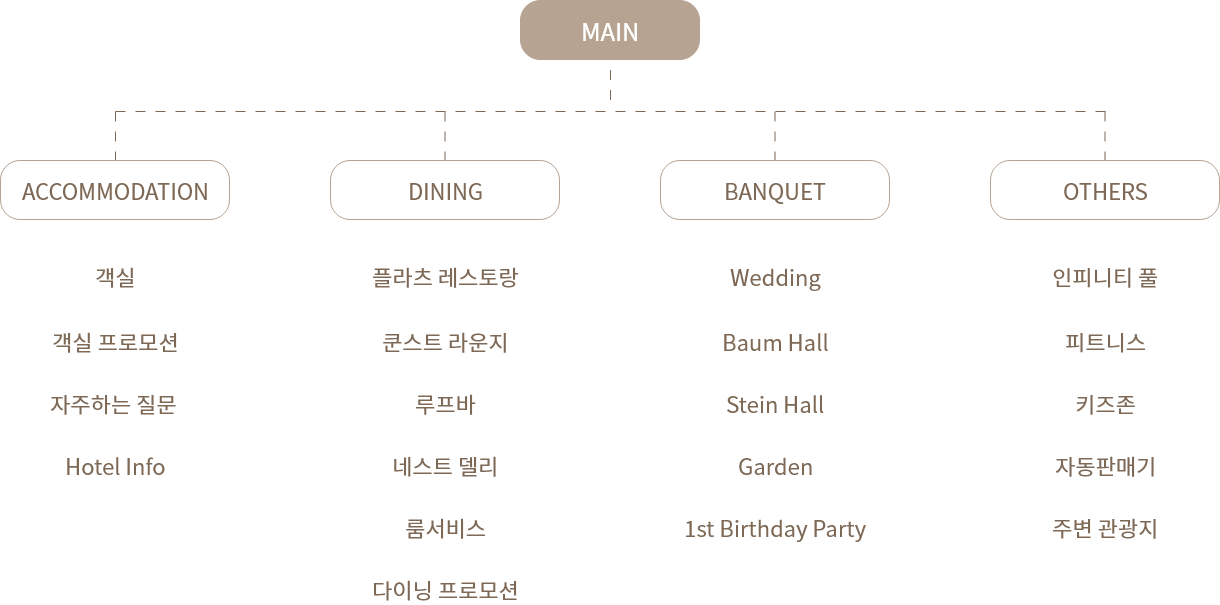 MAIN
ACCOMMODATION
DINING
BANQUET
OTHERS
객실
플라츠 레스토랑
Wedding
인피니티 풀
객실 프로모션
쿤스트 라운지
Baum Hall
피트니스
자주하는 질문
루프바
Stein Hall
키즈존
Hotel Info
네스트 델리
Garden
자동판매기
룸서비스
1st Birthday Party
주변 관광지
다이닝 프로모션